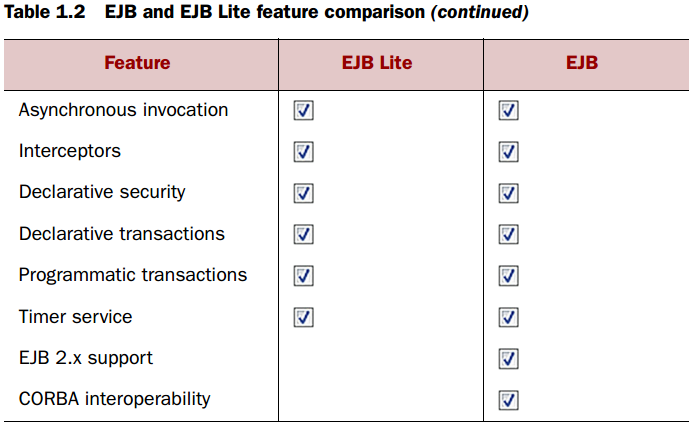 Table 1.2 EJB and EJB Lite feature comparison (continued)
Feature EJB Lite EJB
Asynchronous invocation
Interceptors
Declarative security
Declarative transactions
Programmatic transactions
Timer service
EJB 2.x support
CORBA interoperability